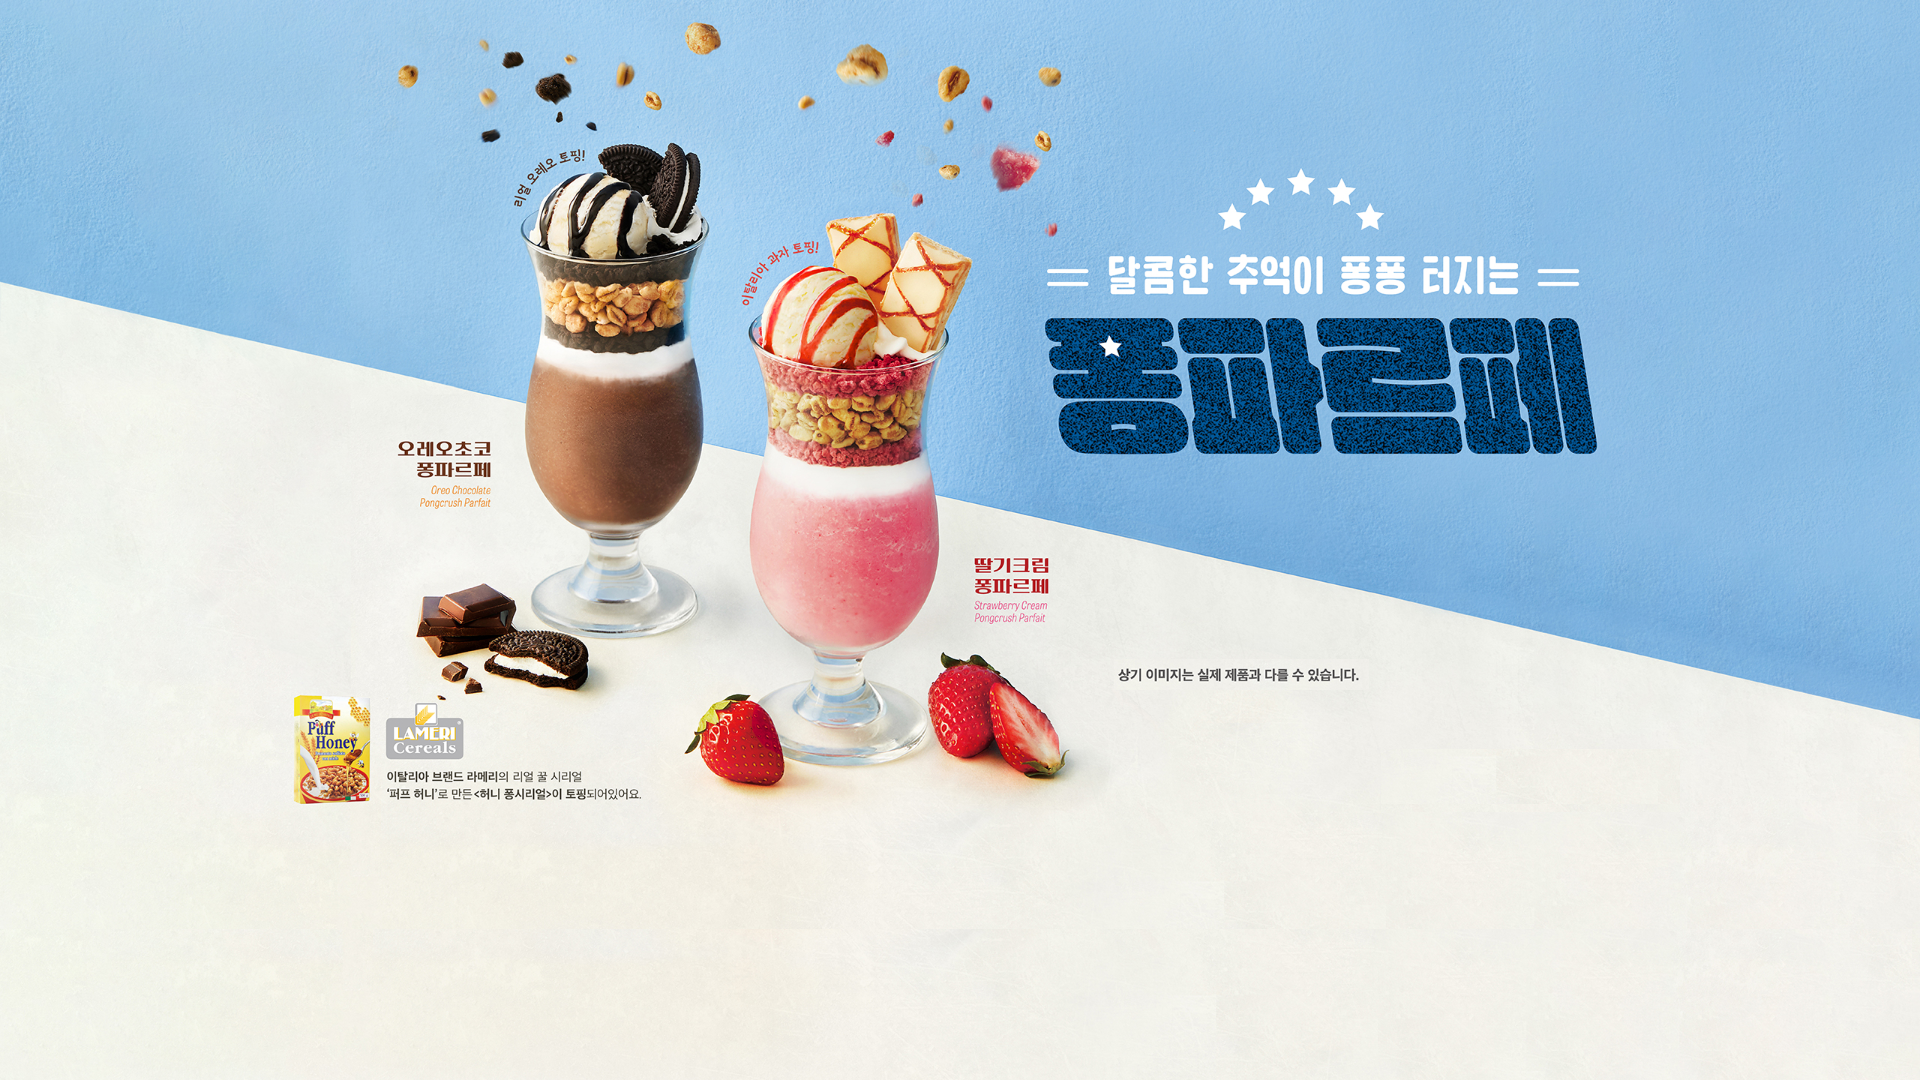 리얼 오레오 토핑!
이탈리아 과자 토핑!
달콤한 추억이 퐁퐁 터지는
퐁파르페
오레오초코
퐁파르페
Oreo Chocolate
Pongcrush Parfait
딸기크림
퐁파르페
Strawberry Cream
Pongcrush Parfait
상기 이미지는 실제 제품과 다를 수 있습니다.
Puff
Honey
LAMERI
Cereals
이탈리아 브랜드 라메리의 리얼 꿀 시리얼
‘퍼프 허니’로 만든 <허니 퐁시리얼>이 토핑되어있어요.